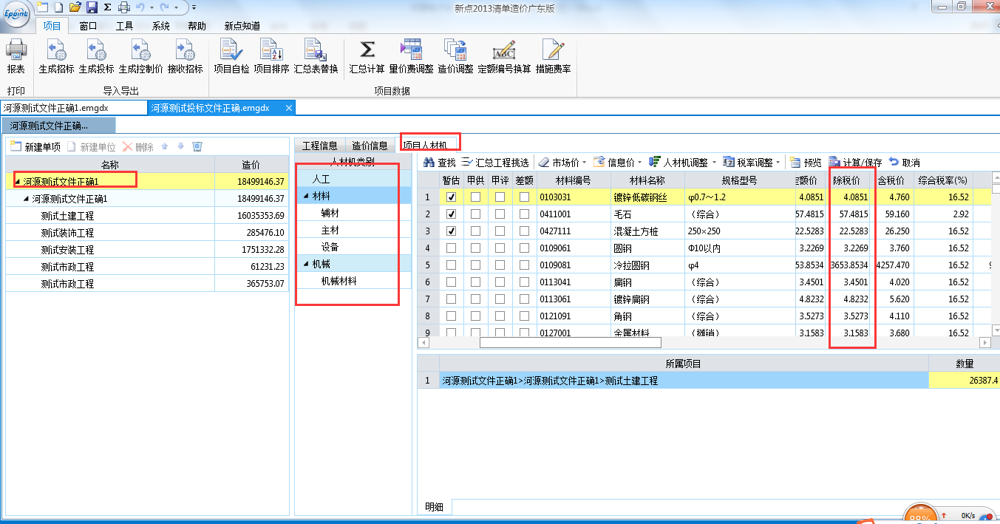 新点2013清单造价广东版
Epoint
项目 窗口 工具 系统 帮助 新点知道
报表 生成招标 生成投标 生成控制价 接收招标 项目自检 项目排序 汇总表替换 汇总计算 量价费调整 造价调整 定额编号换算 措施费率
打印 导入导出 项目数据
河源测试文件正确1.emgdx 河源测试投标文件正确.emgdx
河源测试文件正确...
新建单项 新建单位 删除
名称 造价
河源测试文件正确1 18499146.37
河源测试文件正确1 18499146.37
测试土建工程 16035353.69
测试装饰工程 285476.10
测试安装工程 1751332.28
测试市政工程 61231.23
测试市政工程 365753.07
工程信息 造价信息 项目人材机
人材机类别
人工
材料
辅材
主材
设备
机械
机械材料
查找 汇总工程挑选 市场价 信息价 人材机调整 税率调整 预览 计算/保存 取消
暂估 甲供 甲评 差额 材料编号 材料名称 规格型号 定额价 除税价 含税价 综合税率(%)
1 0103031 镀锌低碳钢丝 φ0.7~1.2 4.0851 4.0851 4.760 16.52
2 0411001 毛石 (综合) 57.4815 57.4815 59.160 2.92
3 0427111 混凝土方桩 250×250 22.5283 22.5283 26.250 16.52
4 0109061 圆钢 Φ10以内 3.2269 3.2269 3.760 16.52
5 0109081 冷拉圆钢 φ4 53.8534 3653.8534 4257.470 16.52
6 0113041 扁钢 (综合) 3.4501 3.4501 4.020 16.52
7 0113061 镀锌扁钢 (综合) 4.8232 4.8232 5.620 16.52
8 0121091 角钢 (综合) 3.5273 3.5273 4.110 16.52
9 0127001 金属材料 (摊销) 3.1583 3.1583 3.680 16.52
所属项目 数量
1 河源测试文件正确1>河源测试文件正确1>测试土建工程 26387.4
明细
88%
0K/s